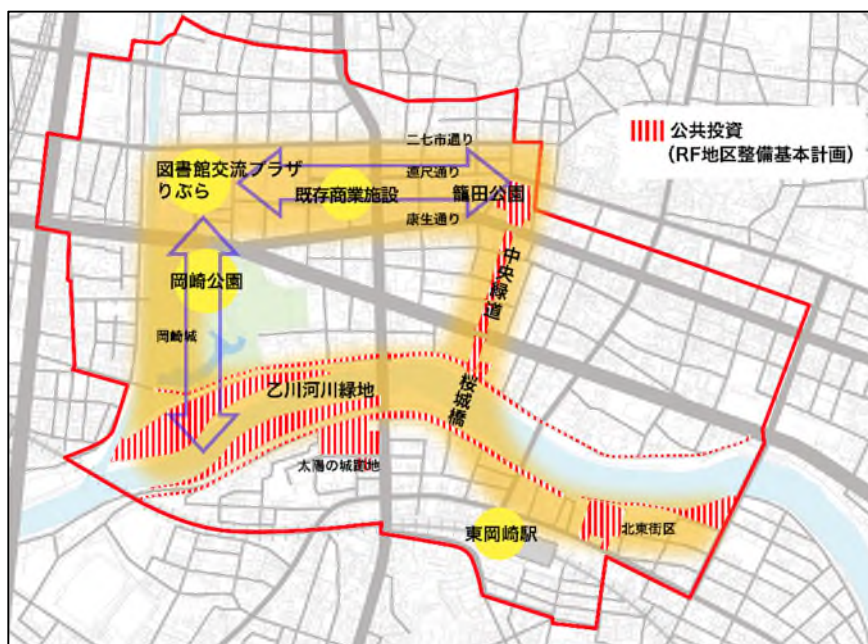 公共投資
(RF地区整備基本計画)
二七市通り
図書館交流プラザ
りぶら
連尺通り
既存商業施設
籠田公園
康生通り
中央緑道
岡崎公園
岡崎城
乙川河川緑地
桜城橋
太陽の城跡地
東岡崎駅
北東街区